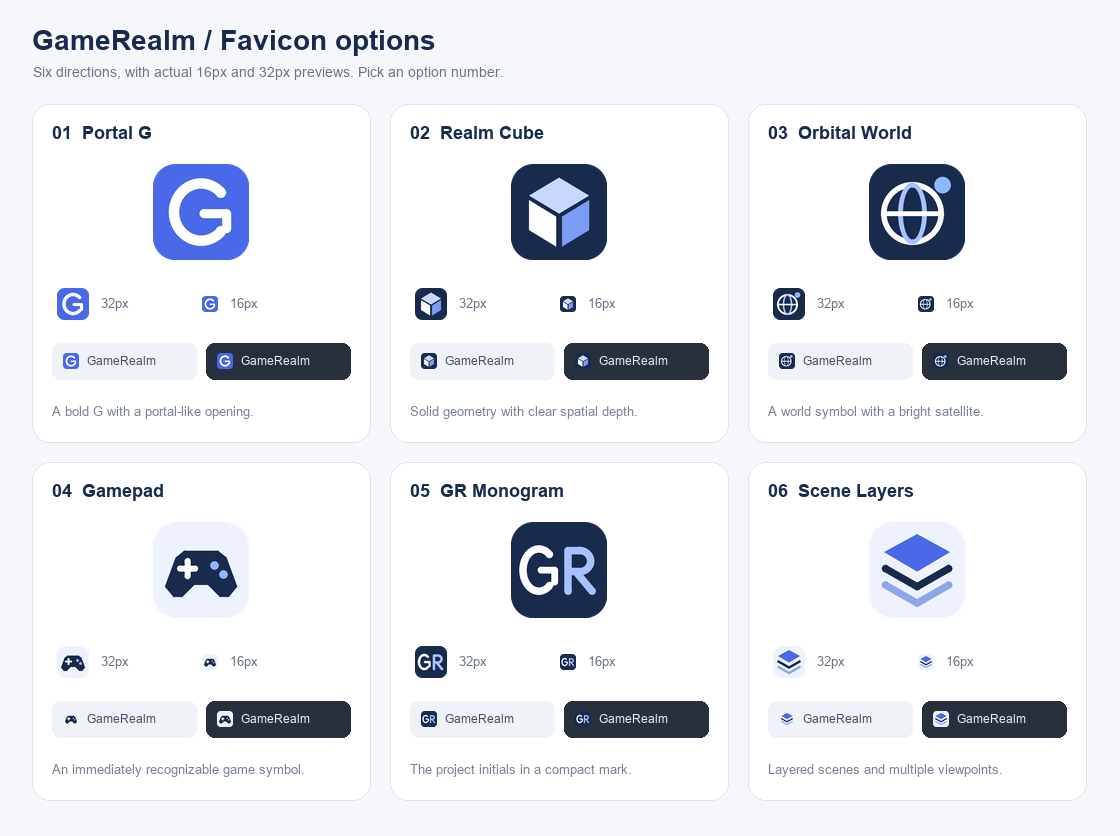 GameRealm / Favicon options
Six directions, with actual 16px and 32px previews. Pick an option number.
01 Portal G
G
G 32px G 16px
G GameRealm G GameRealm
A bold G with a portal-like opening.
02 Realm Cube
32px 16px
GameRealm GameRealm
Solid geometry with clear spatial depth.
03 Orbital World
32px 16px
GameRealm GameRealm
A world symbol with a bright satellite.
04 Gamepad
32px 16px
GameRealm GameRealm
An immediately recognizable game symbol.
05 GR Monogram
GR
GR 32px GR 16px
GR GameRealm GR GameRealm
The project initials in a compact mark.
06 Scene Layers
32px 16px
GameRealm GameRealm
Layered scenes and multiple viewpoints.